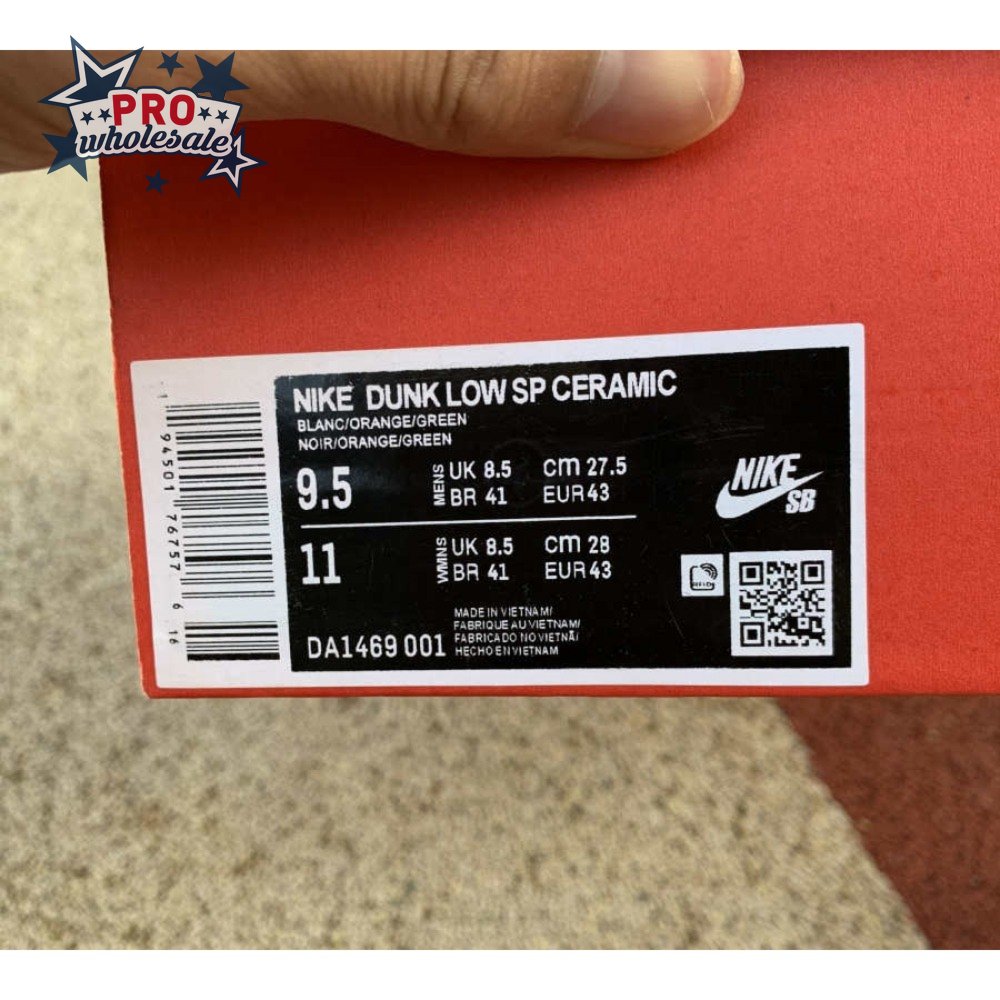 PRO
wholesale
NIKE DUNK LOW SP CERAMIC
BLANC/ORANGE/GREEN
NOIR/ORANGE/GREEN
9.5 MENS UK 8.5 cm 27.5
BR 41 EUR 43
11 WMNS UK 8.5 cm 28
BR 41 EUR 43
NIKE
SB
MADE IN VIETNAM/
FABRIQUE AU VIETNAM/
FABRICADO NO VIETNÃ/
HECHO EN VIETNAM
DA1469 001
1 94501 76757 6 16